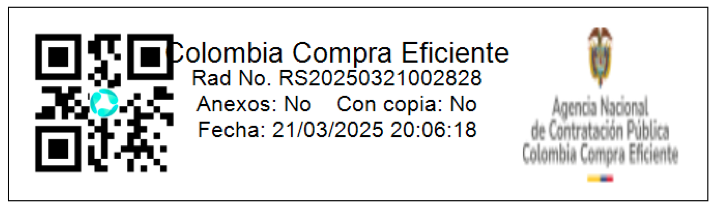 Colombia Compra Eficiente
Rad No. RS20250321002828
Anexos: No Con copia: No
Fecha: 21/03/2025 20:06:18
Agencia Nacional
de Contratación Pública
Colombia Compra Eficiente